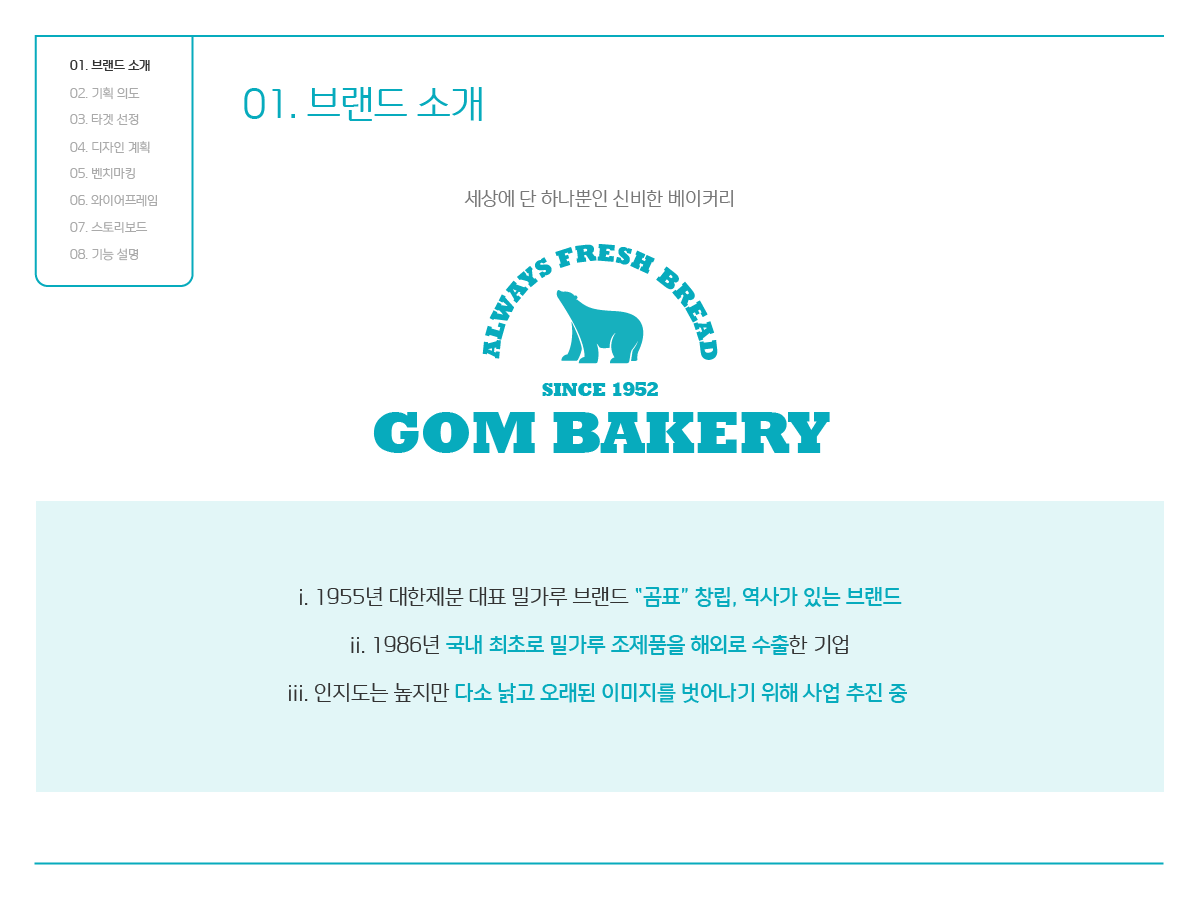 01. 브랜드 소개
02. 기획 의도
03. 타겟 선정
04. 디자인 계획
05. 벤치마킹
06. 와이어프레임
07. 스토리보드
08. 기능 설명
01. 브랜드 소개
세상에 단 하나뿐인 신비한 베이커리
ALWAYS FRESH BREAD
SINCE 1952
GOM BAKERY
i. 1955년 대한제분 대표 밀가루 브랜드 “곰표” 창립, 역사가 있는 브랜드
ii. 1986년 국내 최초로 밀가루 조제품을 해외로 수출한 기업
iii. 인지도는 높지만 다소 낡고 오래된 이미지를 벗어나기 위해 사업 추진 중